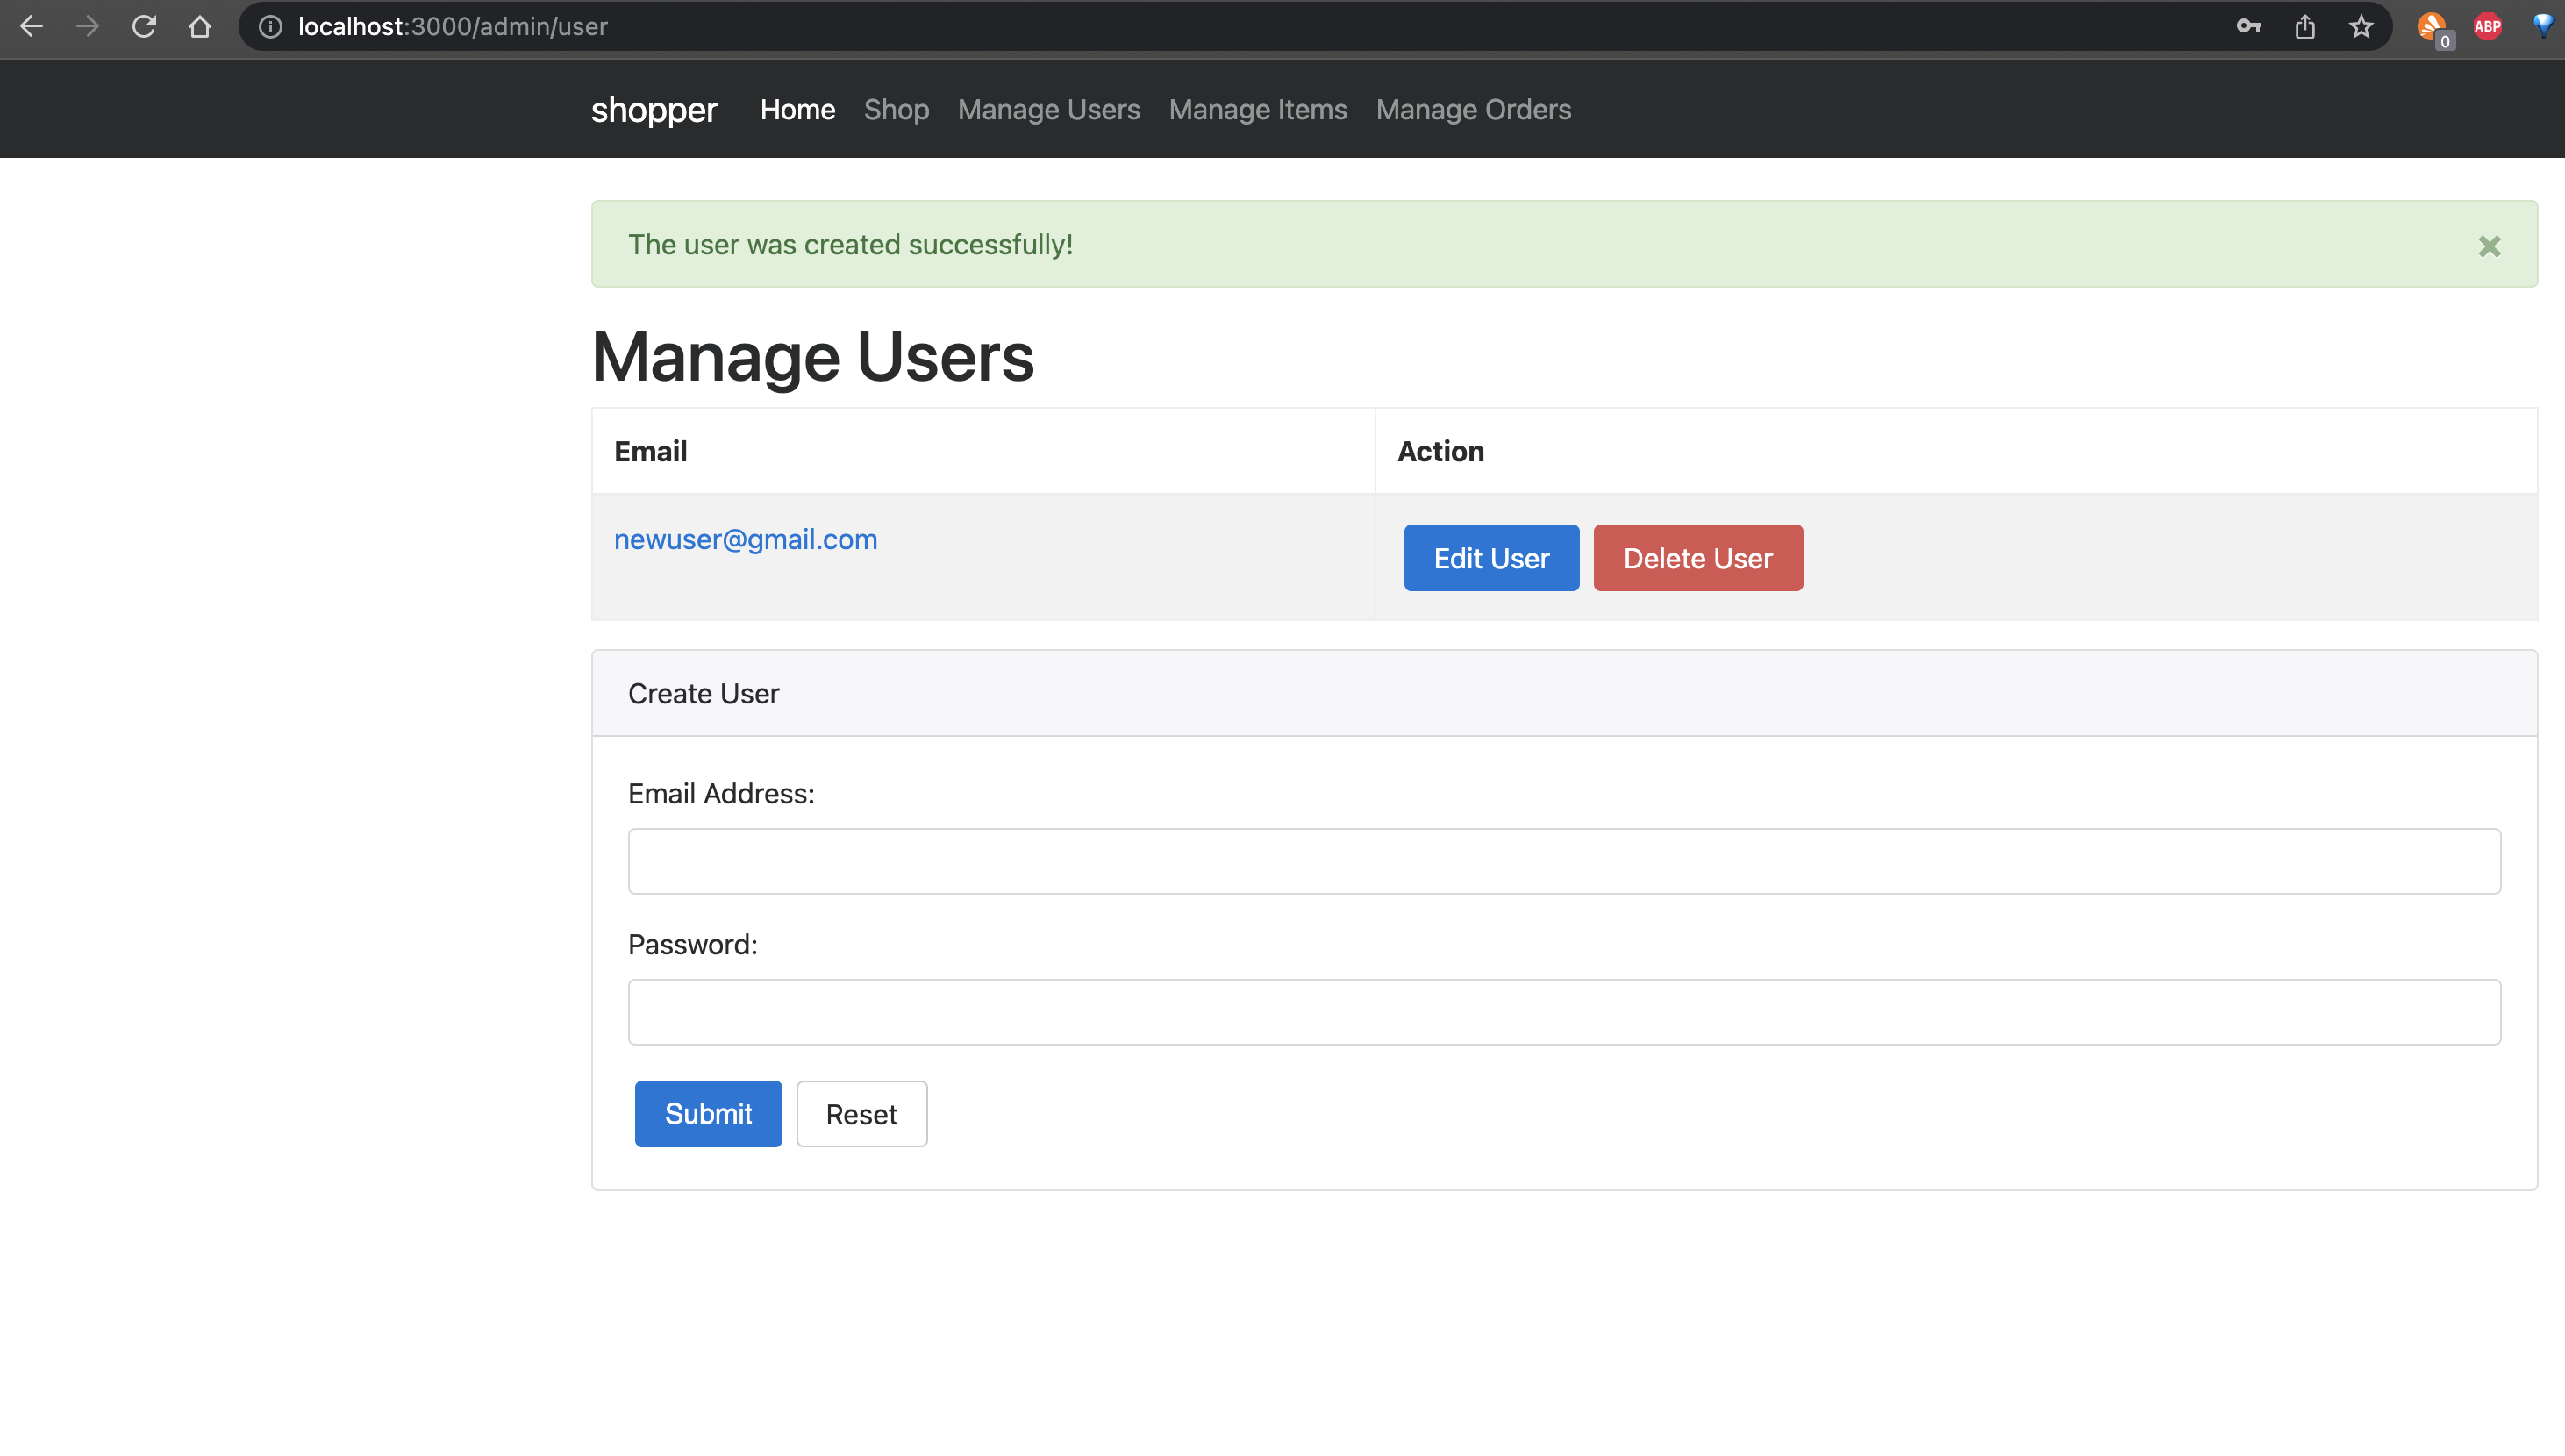 localhost:3000/admin/user
0
ABP
shopper Home Shop Manage Users Manage Items Manage Orders
The user was created successfully!
Manage Users
Email Action
newuser@gmail.com Edit User Delete User
Create User
Email Address:
Password:
Submit Reset